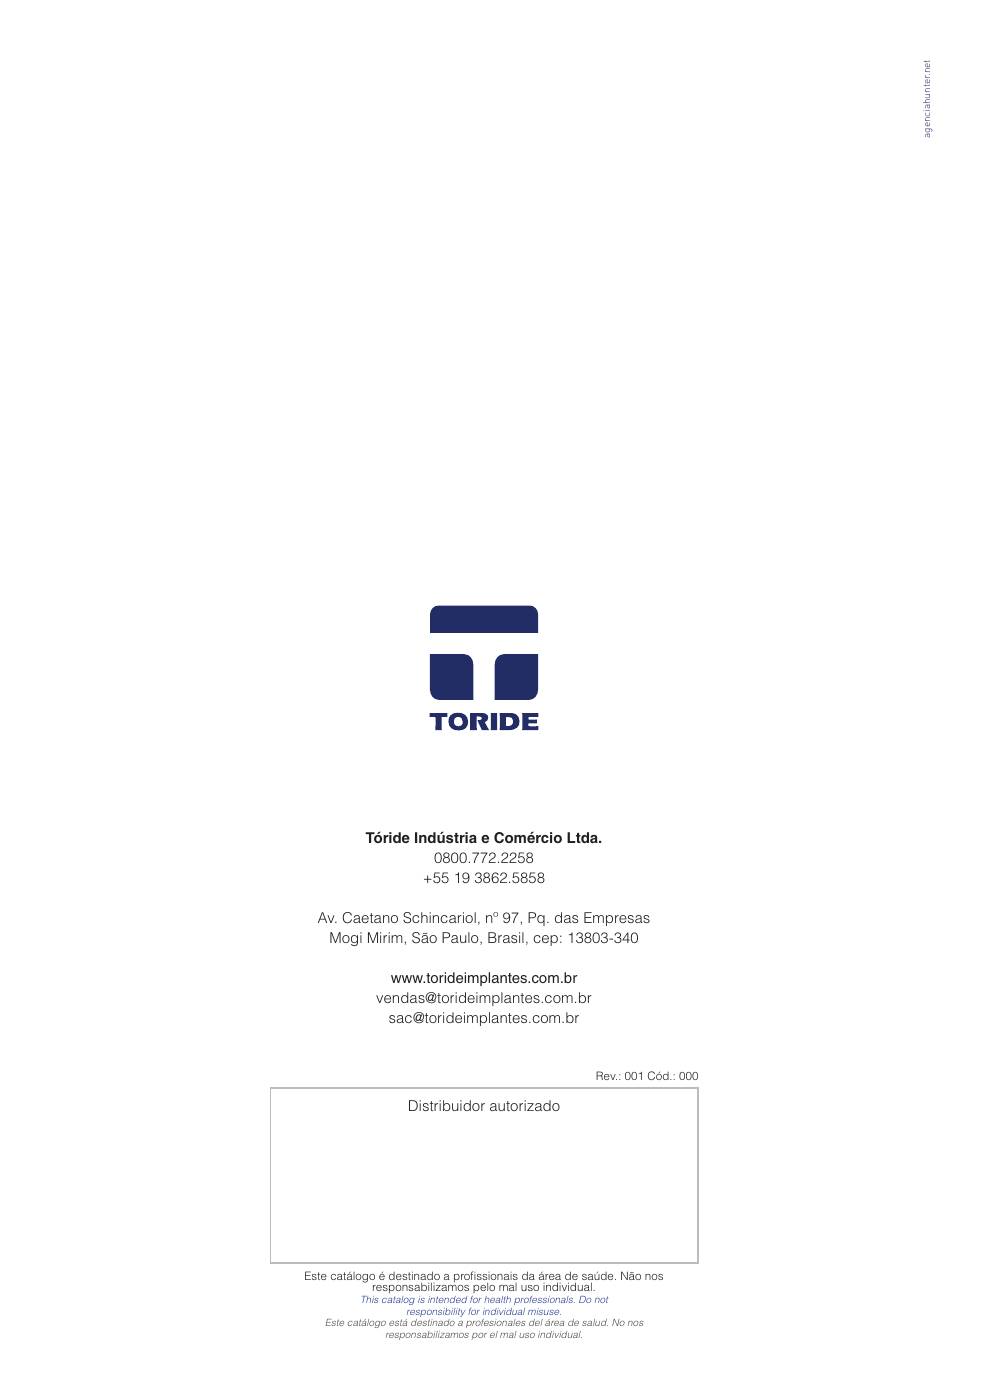 agenciahunter.net
TORIDE
Tóride Indústria e Comércio Ltda.
0800.772.2258
+55 19 3862.5858
Av. Caetano Schincariol, nº 97, Pq. das Empresas
Mogi Mirim, São Paulo, Brasil, cep: 13803-340
www.torideimplantes.com.br
vendas@torideimplantes.com.br
sac@torideimplantes.com.br
Rev.: 001 Cód.: 000
Distribuidor autorizado
Este catálogo é destinado a profissionais da área de saúde. Não nos
responsabilizamos pelo mal uso individual.
This catalog is intended for health professionals. Do not
responsibility for individual misuse.
Este catálogo está destinado a profesionales del área de salud. No nos
responsabilizamos por el mal uso individual.